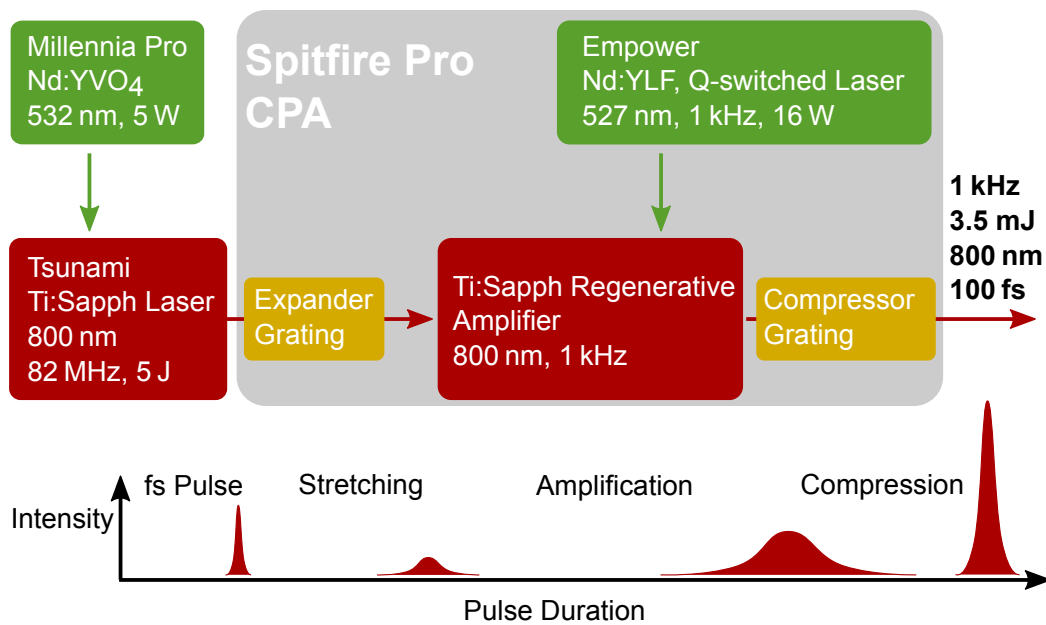 Millennia Pro
Nd:YVO4
532 nm, 5 W
Spitfire Pro
CPA
Empower
Nd:YLF, Q-switched Laser
527 nm, 1 kHz, 16 W
1 kHz
3.5 mJ
800 nm
100 fs
Tsunami
Ti:Sapph Laser
800 nm
82 MHz, 5 J
Expander
Grating
Ti:Sapph Regenerative
Amplifier
800 nm, 1 kHz
Compressor
Grating
fs Pulse
Stretching
Amplification
Compression
Intensity
Pulse Duration